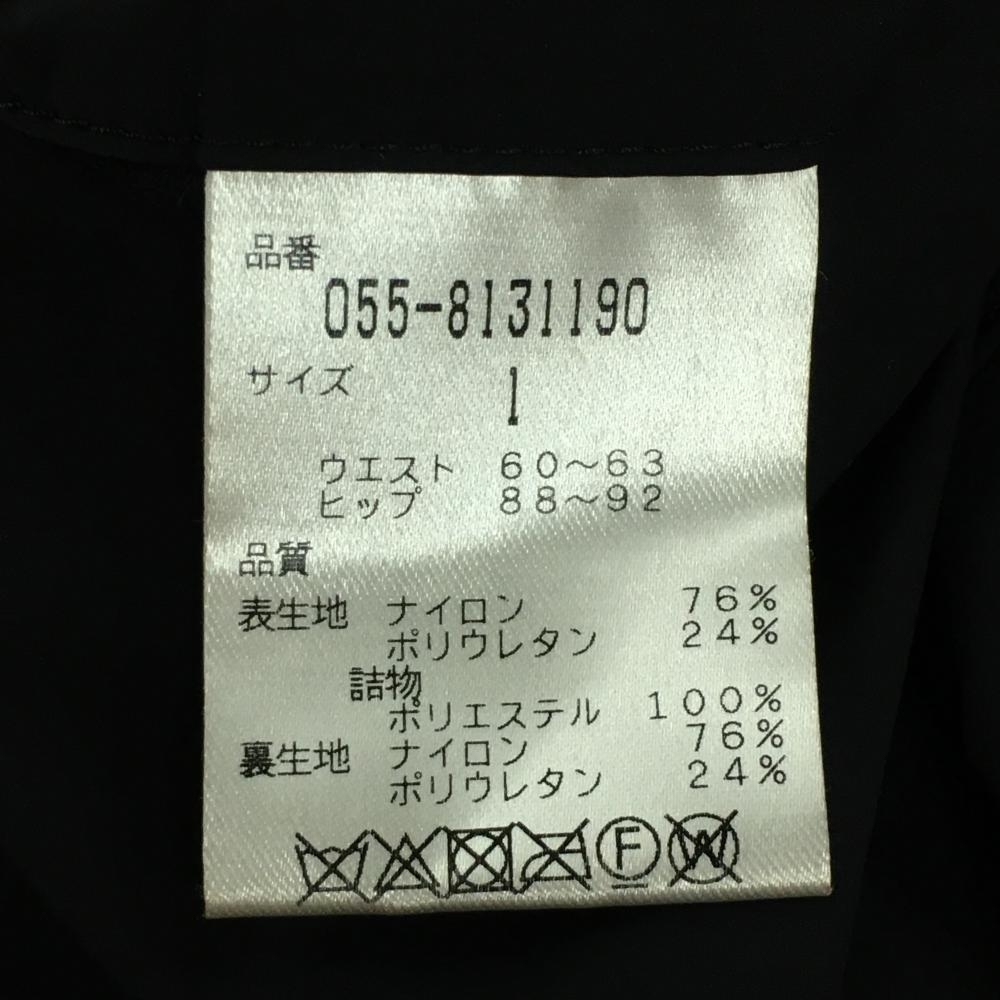 品番
055-8131190
サイズ 1
ウエスト 60～63
ヒップ 88～92
品質
表生地 ナイロン 76%
ポリウレタン 24%
詰物
ポリエステル 100%
裏生地 ナイロン 76%
ポリウレタン 24%
F W